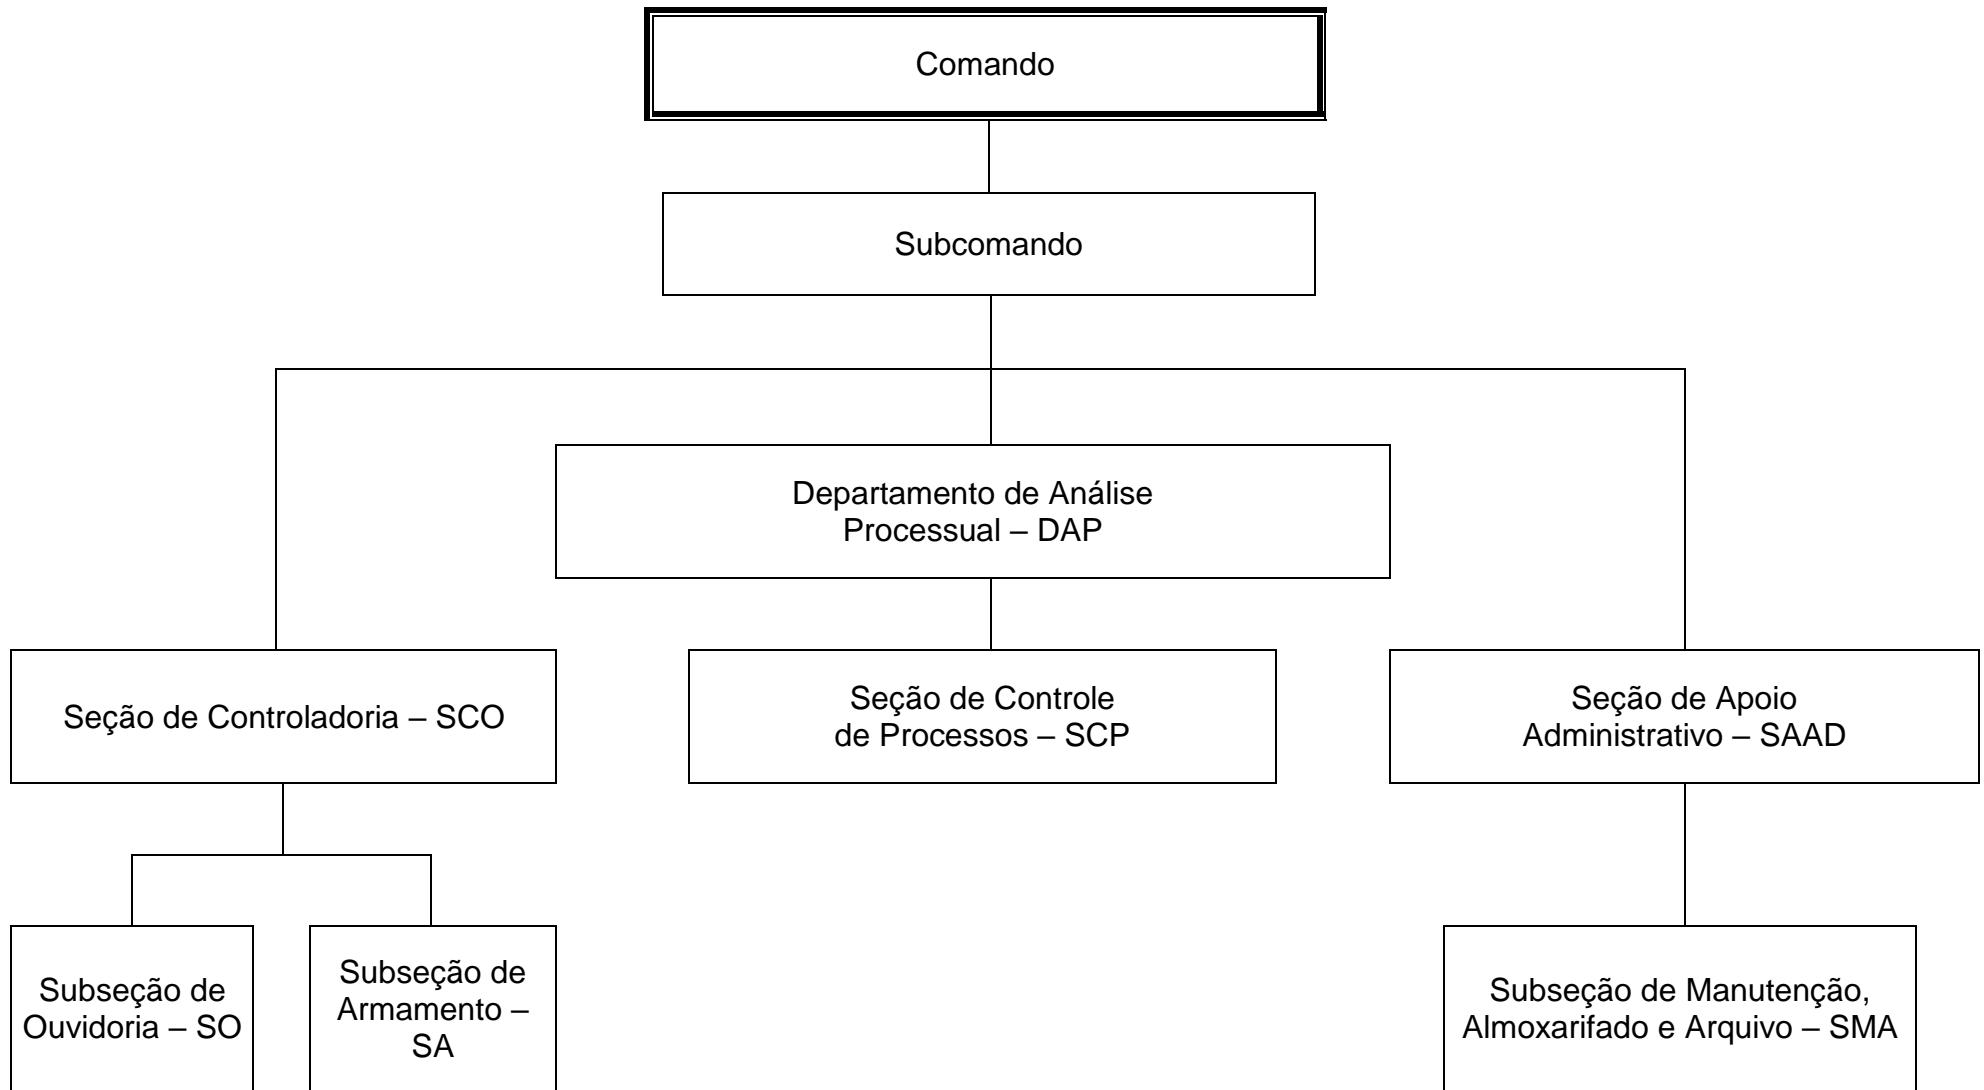 Comando
Subcomando
Departamento de Análise
Processual – DAP
Seção de Controladoria – SCO
Seção de Controle
de Processos – SCP
Seção de Apoio
Administrativo – SAAD
Subseção de
Ouvidoria – SO
Subseção de
Armamento –
SA
Subseção de Manutenção,
Almoxarifado e Arquivo – SMA